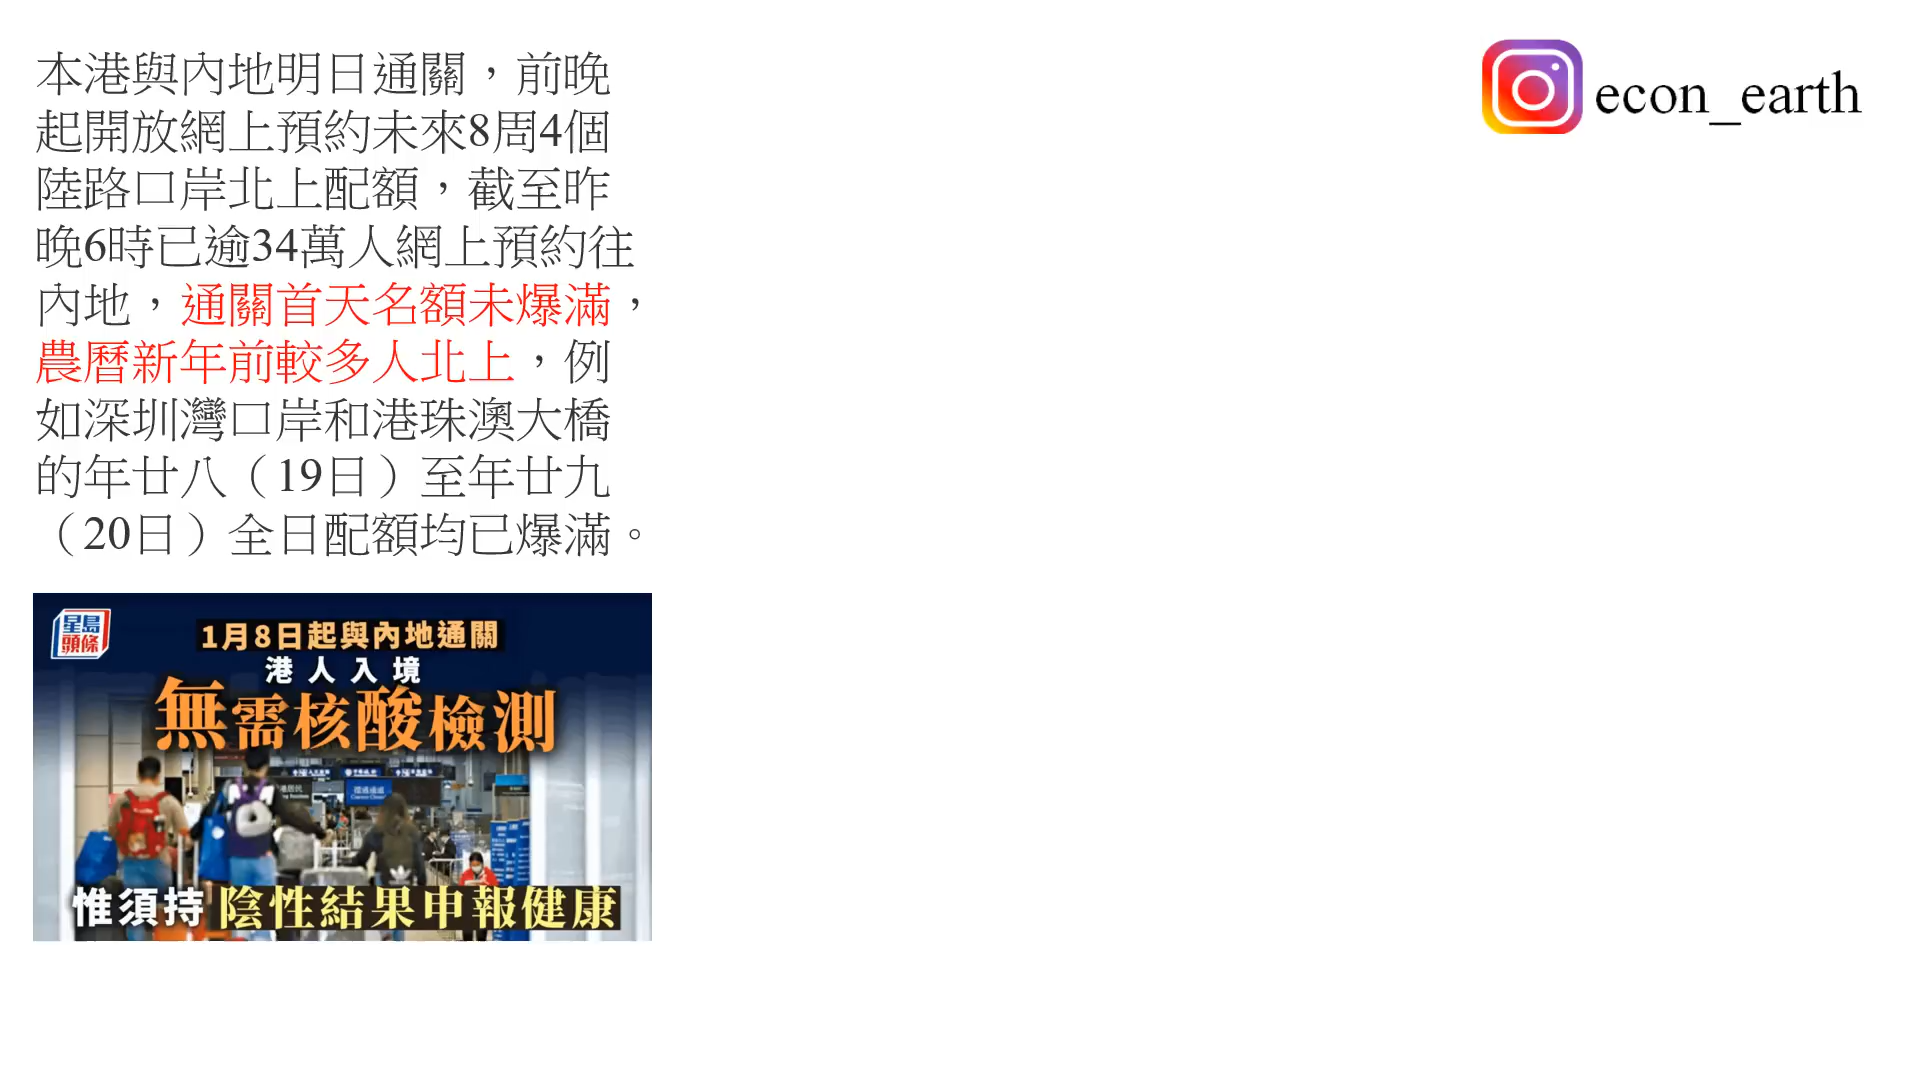 本港與內地明日通關，前晚
起開放網上預約未來8周4個
陸路口岸北上配額，截至昨
晚6時已逾34萬人網上預約往
內地，通關首天名額未爆滿，
農曆新年前較多人北上，例
如深圳灣口岸和港珠澳大橋
的年廿八（19日）至年廿九
（20日）全日配額均已爆滿。
econ_earth
星島
頭條
1月8日起與內地通關
港人入境
無需核酸檢測
惟須持陰性結果申報健康